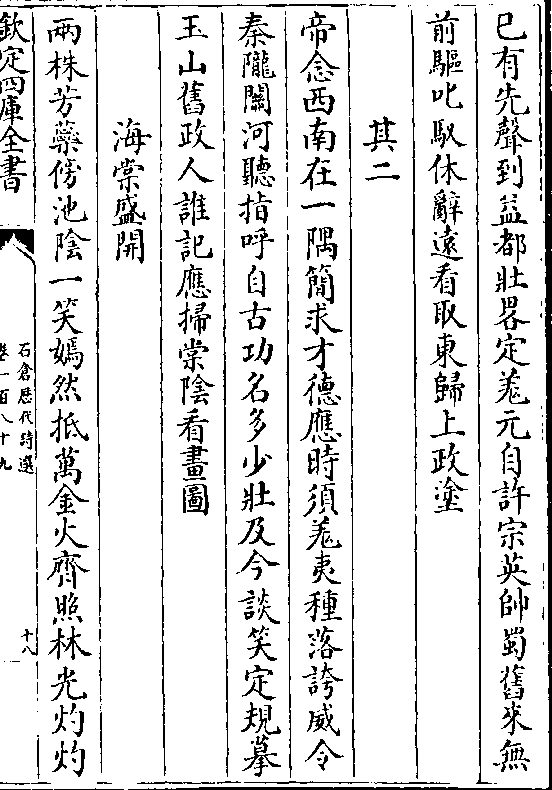 已有先聲到益都壯畧定羗元自許宗英帥蜀舊來無
前驅叱馭休辭遠看取東歸上政塗
其二
帝念西南在一隅簡求才德應時須羗夷種落誇威令
秦隴關河聽指呼自古功名多少壯及今談笑定規摹
玉山舊政人誰記應掃棠陰看畫圖
海棠盛開
兩株芳藥傍池陰一笑嫣然抵萬金火齊照林光灼灼
欽定四庫全書
石倉歷代詩選
卷一百八十九
十八